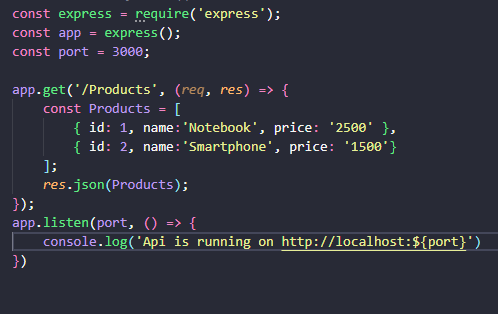 const express = require('express');
const app = express();
const port = 3000;
app.get('/Products', (req, res) => {
const Products = [
{ id: 1, name:'Notebook', price: '2500' },
{ id: 2, name:'Smartphone', price: '1500'}
];
res.json(Products);
});
app.listen(port, () => {
console.log('Api is running on http://localhost:${port}')
})